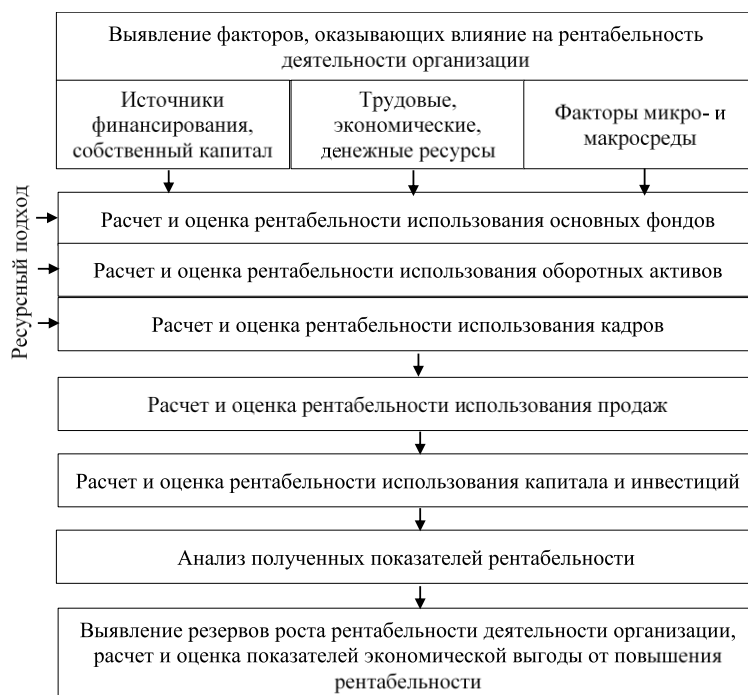 Выявление факторов, оказывающих влияние на рентабельность
деятельности организации
Источники
финансирования,
собственный капитал
Трудовые,
экономические,
денежные ресурсы
Факторы микро- и
макросреды
Ресурсный подход
Расчет и оценка рентабельности использования основных фондов
Расчет и оценка рентабельности использования оборотных активов
Расчет и оценка рентабельности использования кадров
Расчет и оценка рентабельности использования продаж
Расчет и оценка рентабельности использования капитала и инвестиций
Анализ полученных показателей рентабельности
Выявление резервов роста рентабельности деятельности организации,
расчет и оценка показателей экономической выгоды от повышения
рентабельности